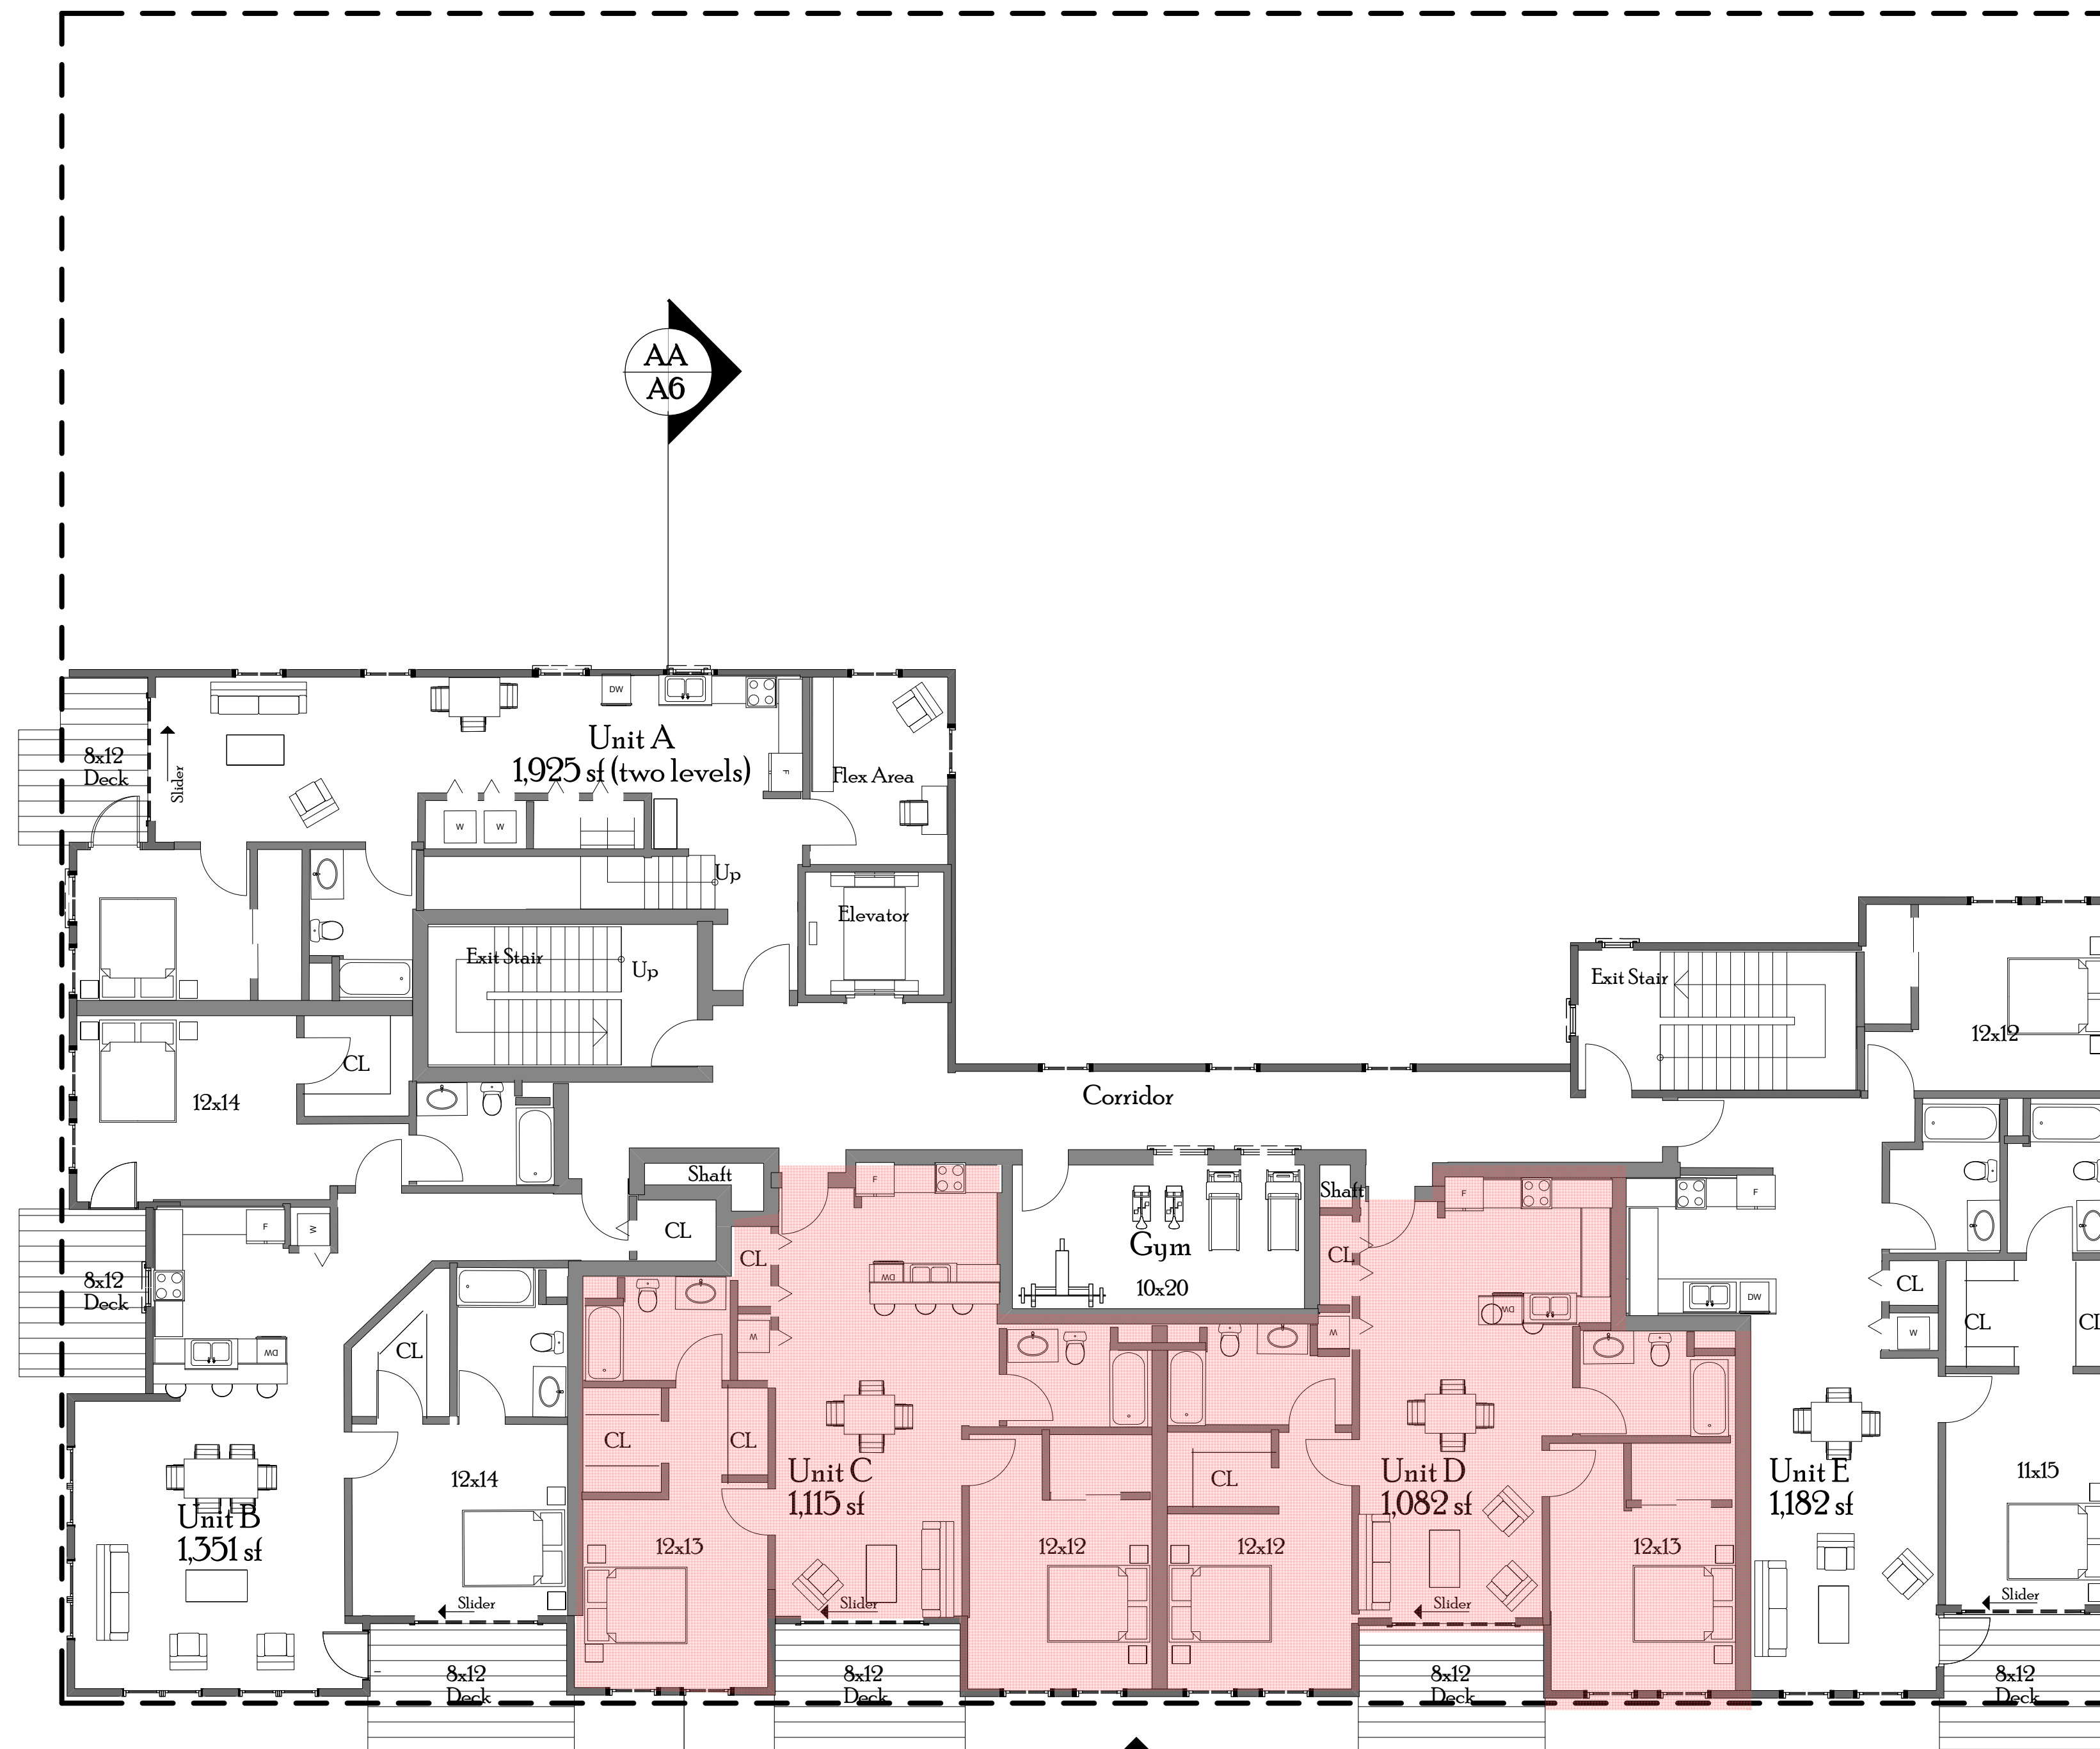 AA
A6
DW
Unit A
1,925 sf (two levels)
F
Flex Area
8x12
Deck
Slider
W
W
Up
Elevator
Exit Stair
Up
Exit Stair
12x12
CL
12x14
Corridor
Shaft
F
Shaft
F
F
CL
F
W
CL
Gym
10x20
CL
8x12
Deck
DW
DW
DW
CL
DW
W
W
W
CL
CL
CL
CL
CL
CL
12x14
Unit C
1,115 sf
CL
Unit D
1,082 sf
Unit E
1,182 sf
11x15
Unit B
1,351 sf
12x13
12x12
12x12
12x13
Slider
Slider
Slider
Slider
8x12
Deck
8x12
Deck
8x12
Deck
8x12
Deck